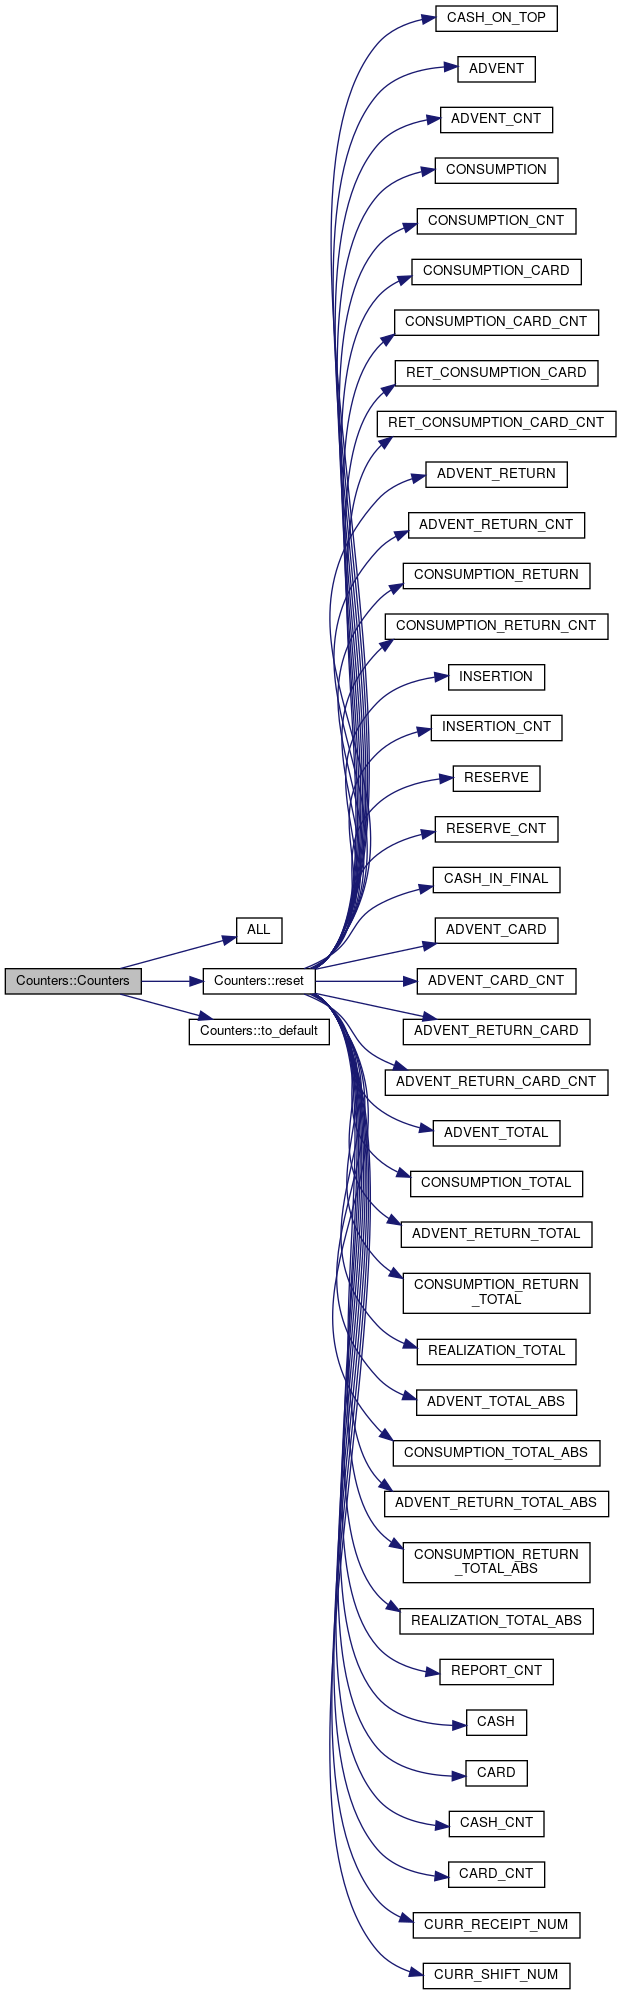 CASH_ON_TOP
ADVENT
ADVENT_CNT
CONSUMPTION
CONSUMPTION_CNT
CONSUMPTION_CARD
CONSUMPTION_CARD_CNT
RET_CONSUMPTION_CARD
RET_CONSUMPTION_CARD_CNT
ADVENT_RETURN
ADVENT_RETURN_CNT
CONSUMPTION_RETURN
CONSUMPTION_RETURN_CNT
INSERTION
INSERTION_CNT
RESERVE
RESERVE_CNT
CASH_IN_FINAL
ALL
ADVENT_CARD
Counters::Counters
Counters::reset
ADVENT_CARD_CNT
Counters::to_default
ADVENT_RETURN_CARD
ADVENT_RETURN_CARD_CNT
ADVENT_TOTAL
CONSUMPTION_TOTAL
ADVENT_RETURN_TOTAL
CONSUMPTION_RETURN
_TOTAL
REALIZATION_TOTAL
ADVENT_TOTAL_ABS
CONSUMPTION_TOTAL_ABS
ADVENT_RETURN_TOTAL_ABS
CONSUMPTION_RETURN
_TOTAL_ABS
REALIZATION_TOTAL_ABS
REPORT_CNT
CASH
CARD
CASH_CNT
CARD_CNT
CURR_RECEIPT_NUM
CURR_SHIFT_NUM